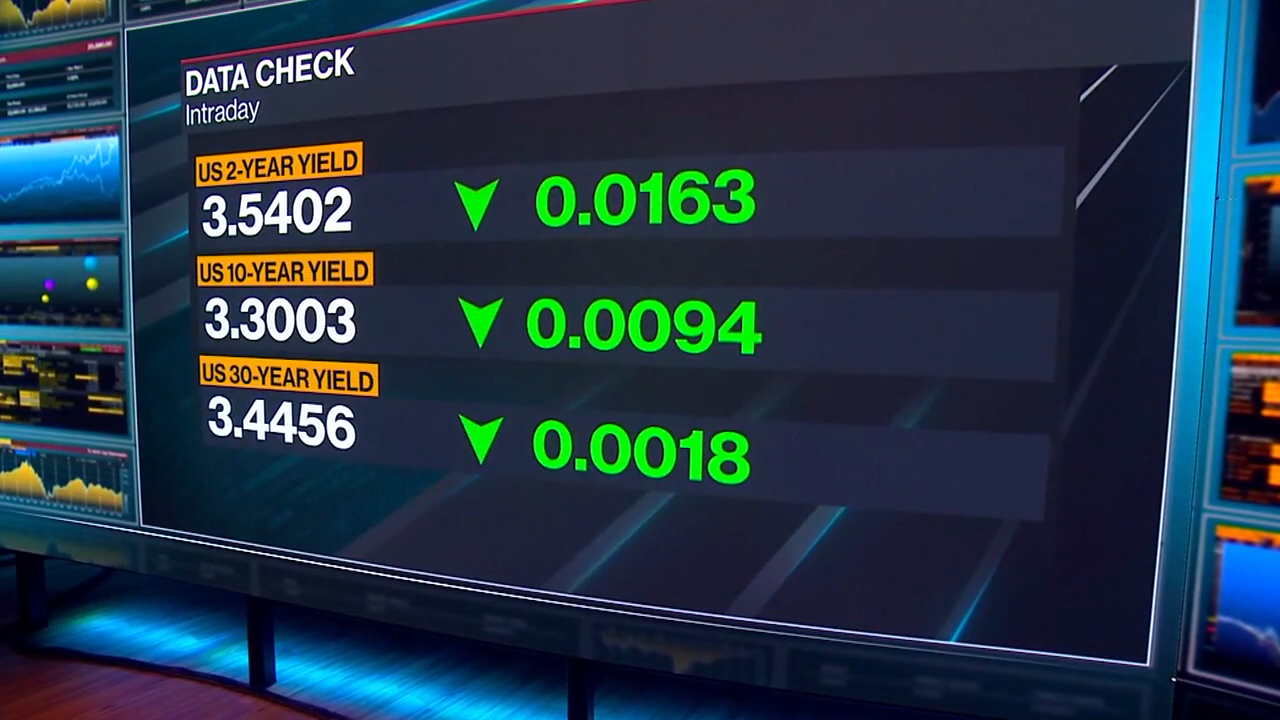 DATA CHECK
Intraday
US 2-YEAR YIELD
3.5402 0.0163
US 10-YEAR YIELD
3.3003 0.0094
US 30-YEAR YIELD
3.4456 0.0018